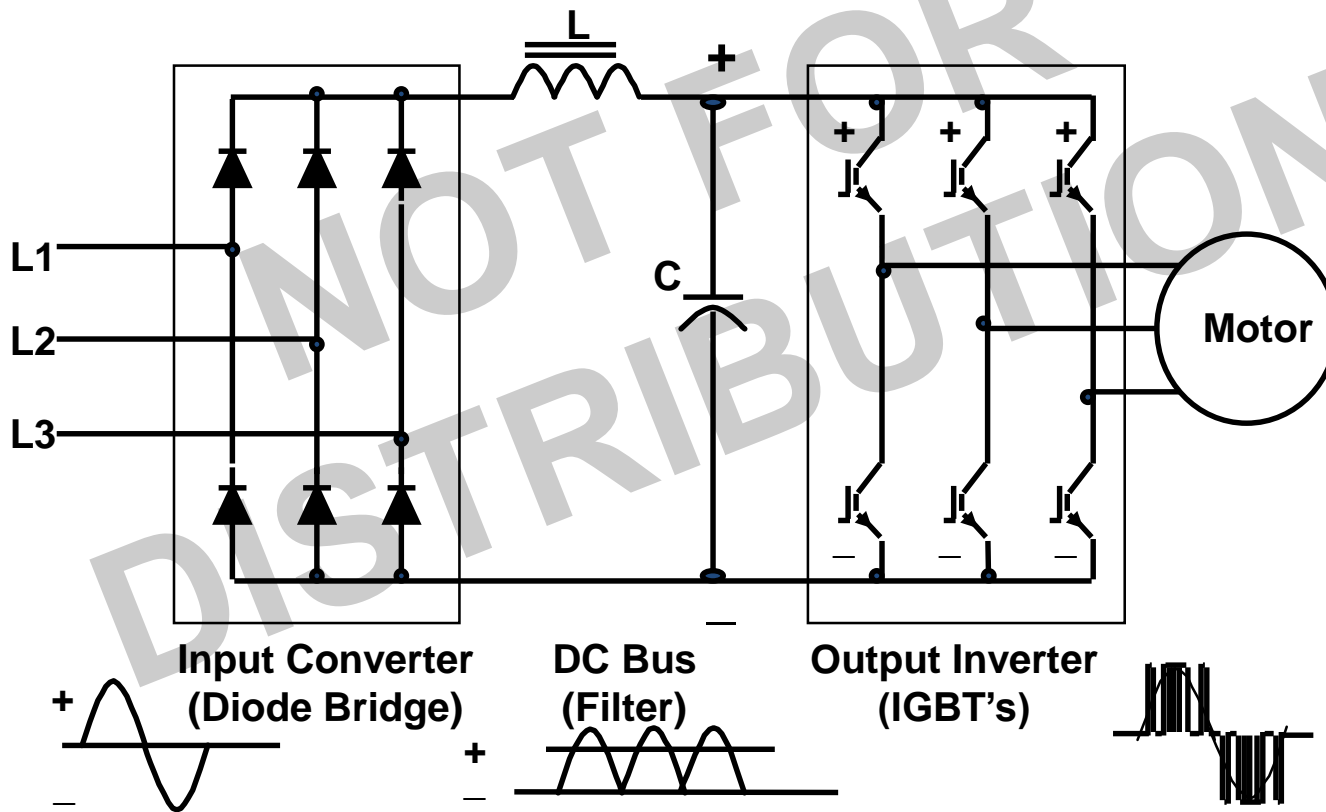 NOT FOR
DISTRIBUTION
L
+
+ + +
L1
C
L2
Motor
L3
_ _ _
_
Input Converter
(Diode Bridge)
DC Bus
(Filter)
Output Inverter
(IGBT's)
+
_
+
_